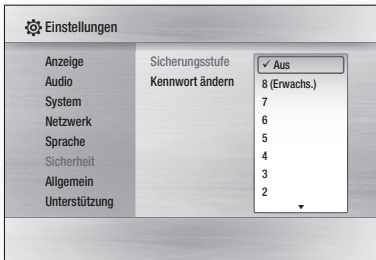 Einstellungen
Anzeige
Audio
System
Netzwerk
Sprache
Sicherheit
Allgemein
Unterstützung
Sicherungsstufe
Kennwort ändern
✓ Aus
8 (Erwachs.)
7
6
5
4
3
2